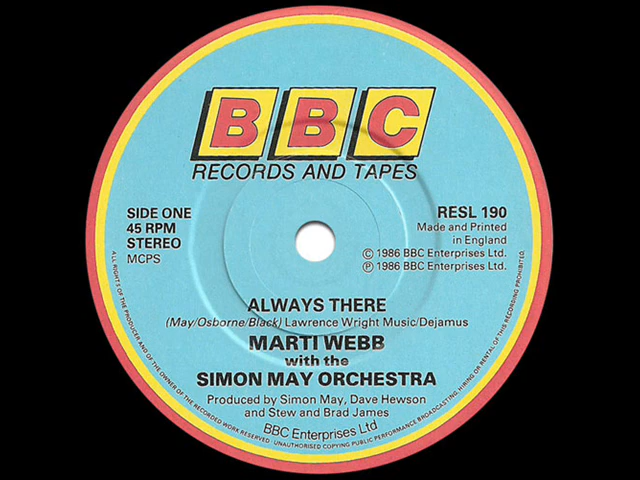 BBC
RECORDS AND TAPES
SIDE ONE
45 RPM
STEREO
MCPS
RESL 190
Made and Printed
in England
© 1986 BBC Enterprises Ltd.
℗ 1986 BBC Enterprises Ltd.
ALWAYS THERE
(May/Osborne/Black) Lawrence Wright Music/Dejamus
MARTI WEBB
with the
SIMON MAY ORCHESTRA
Produced by Simon May, Dave Hewson
and Stew and Brad James
BBC Enterprises Ltd
ALL RIGHTS OF THE PRODUCER AND OF THE OWNER OF THE RECORDED WORK RESERVED. UNAUTHORISED COPYING PUBLIC PERFORMANCE BROADCASTING, HIRING OR RENTAL OF THIS RECORDING PROHIBITED.